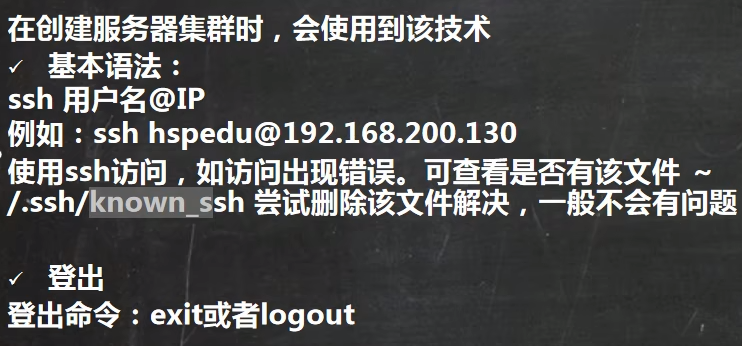 在创建服务器集群时，会使用到该技术
✓ 基本语法：
ssh 用户名@IP
例如：ssh hspedu@192.168.200.130
使用ssh访问，如访问出现错误。可查看是否有该文件 ～
/.ssh/known_ssh 尝试删除该文件解决，一般不会有问题
✓ 登出
登出命令：exit或者logout